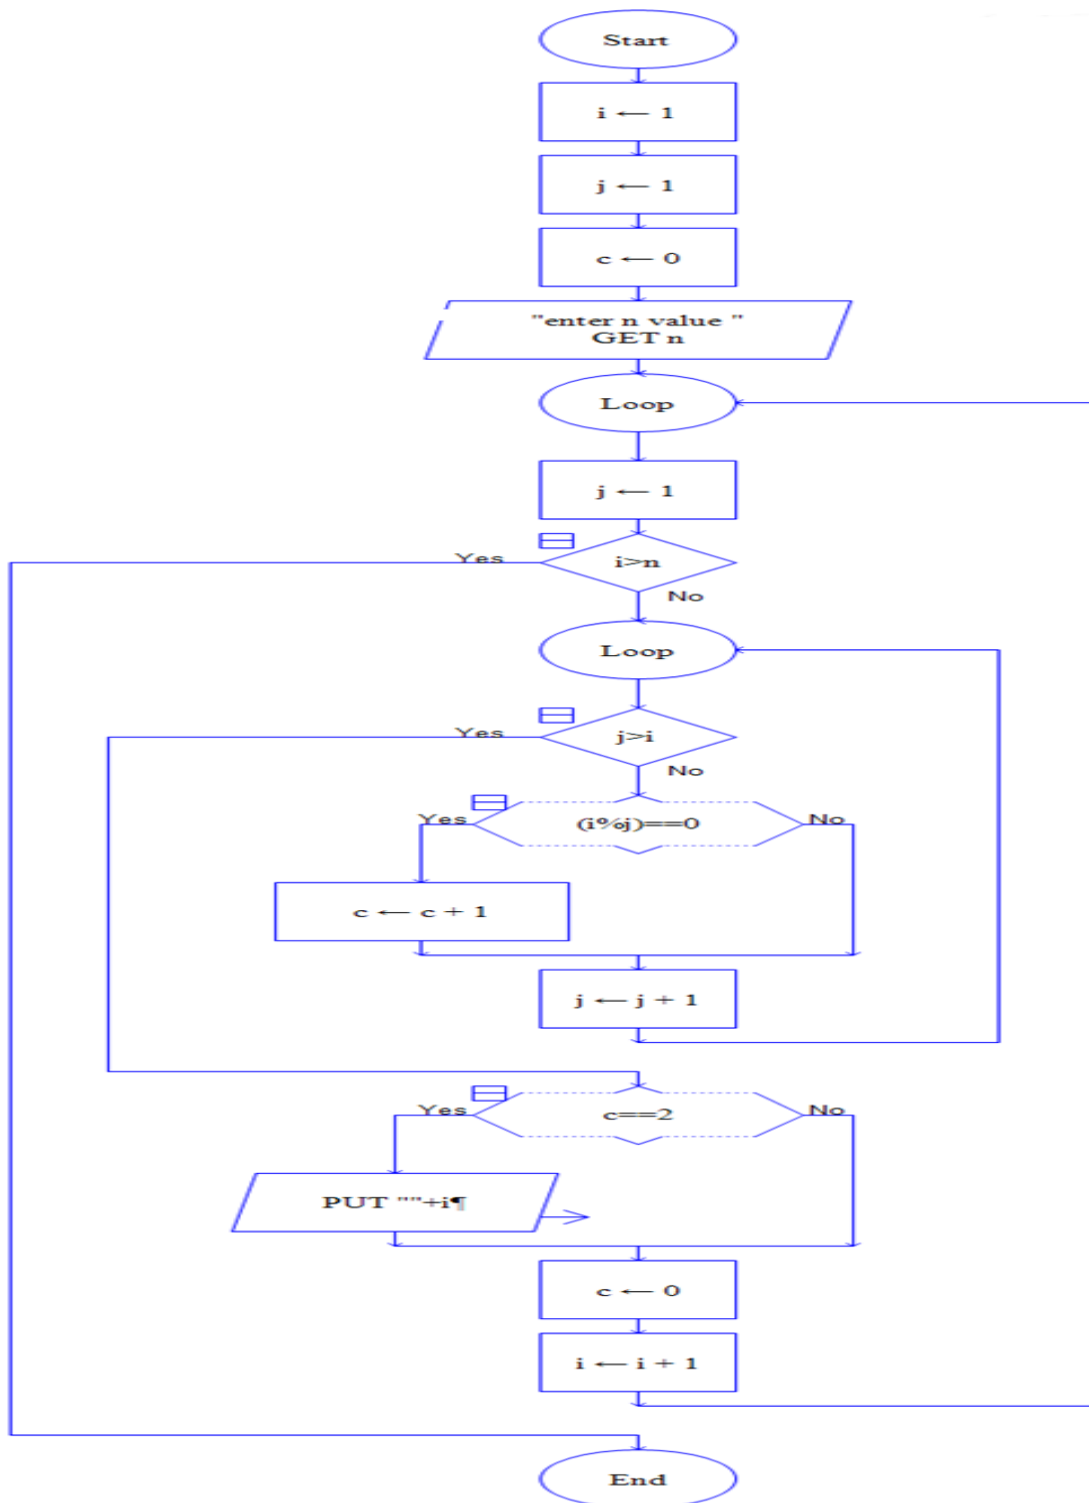 Start
i ← 1
j ← 1
c ← 0
"enter n value "
GET n
Loop
j ← 1
Yes
i>n
No
Loop
Yes
j>i
No
Yes
(i%j)==0
No
c ← c + 1
j ← j + 1
Yes
c==2
No
PUT ""+i¶
c ← 0
i ← i + 1
End